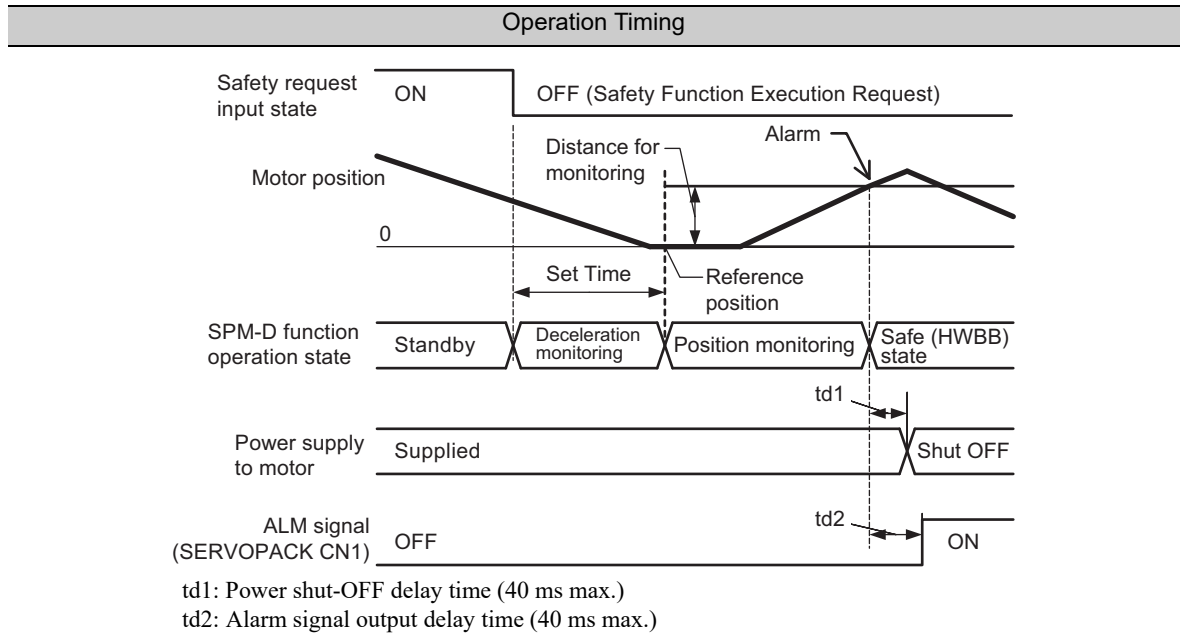 Operation Timing
Safety request
input state
ON
OFF (Safety Function Execution Request)
Alarm
Distance for
monitoring
Motor position
0
Set Time
Reference
position
SPM-D function
operation state
Standby
Deceleration
monitoring
Position monitoring
Safe (HWBB)
state
td1
Power supply
to motor
Supplied
Shut OFF
ALM signal
(SERVOPACK CN1)
OFF
td2
ON
td1: Power shut-OFF delay time (40 ms max.)
td2: Alarm signal output delay time (40 ms max.)